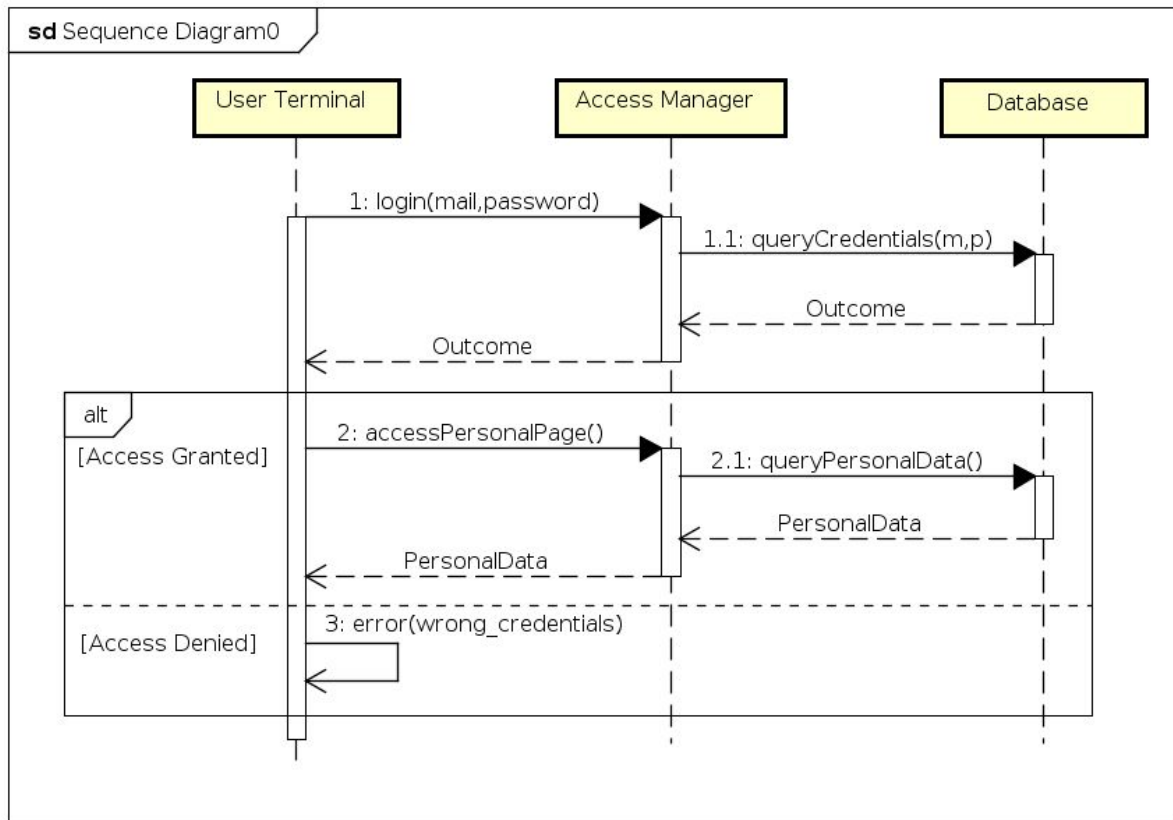 sd Sequence Diagram0
User Terminal
Access Manager
Database
1: login(mail,password)
1.1: queryCredentials(m,p)
Outcome
Outcome
alt
[Access Granted]
2: accessPersonalPage()
2.1: queryPersonalData()
PersonalData
PersonalData
[Access Denied]
3: error(wrong_credentials)